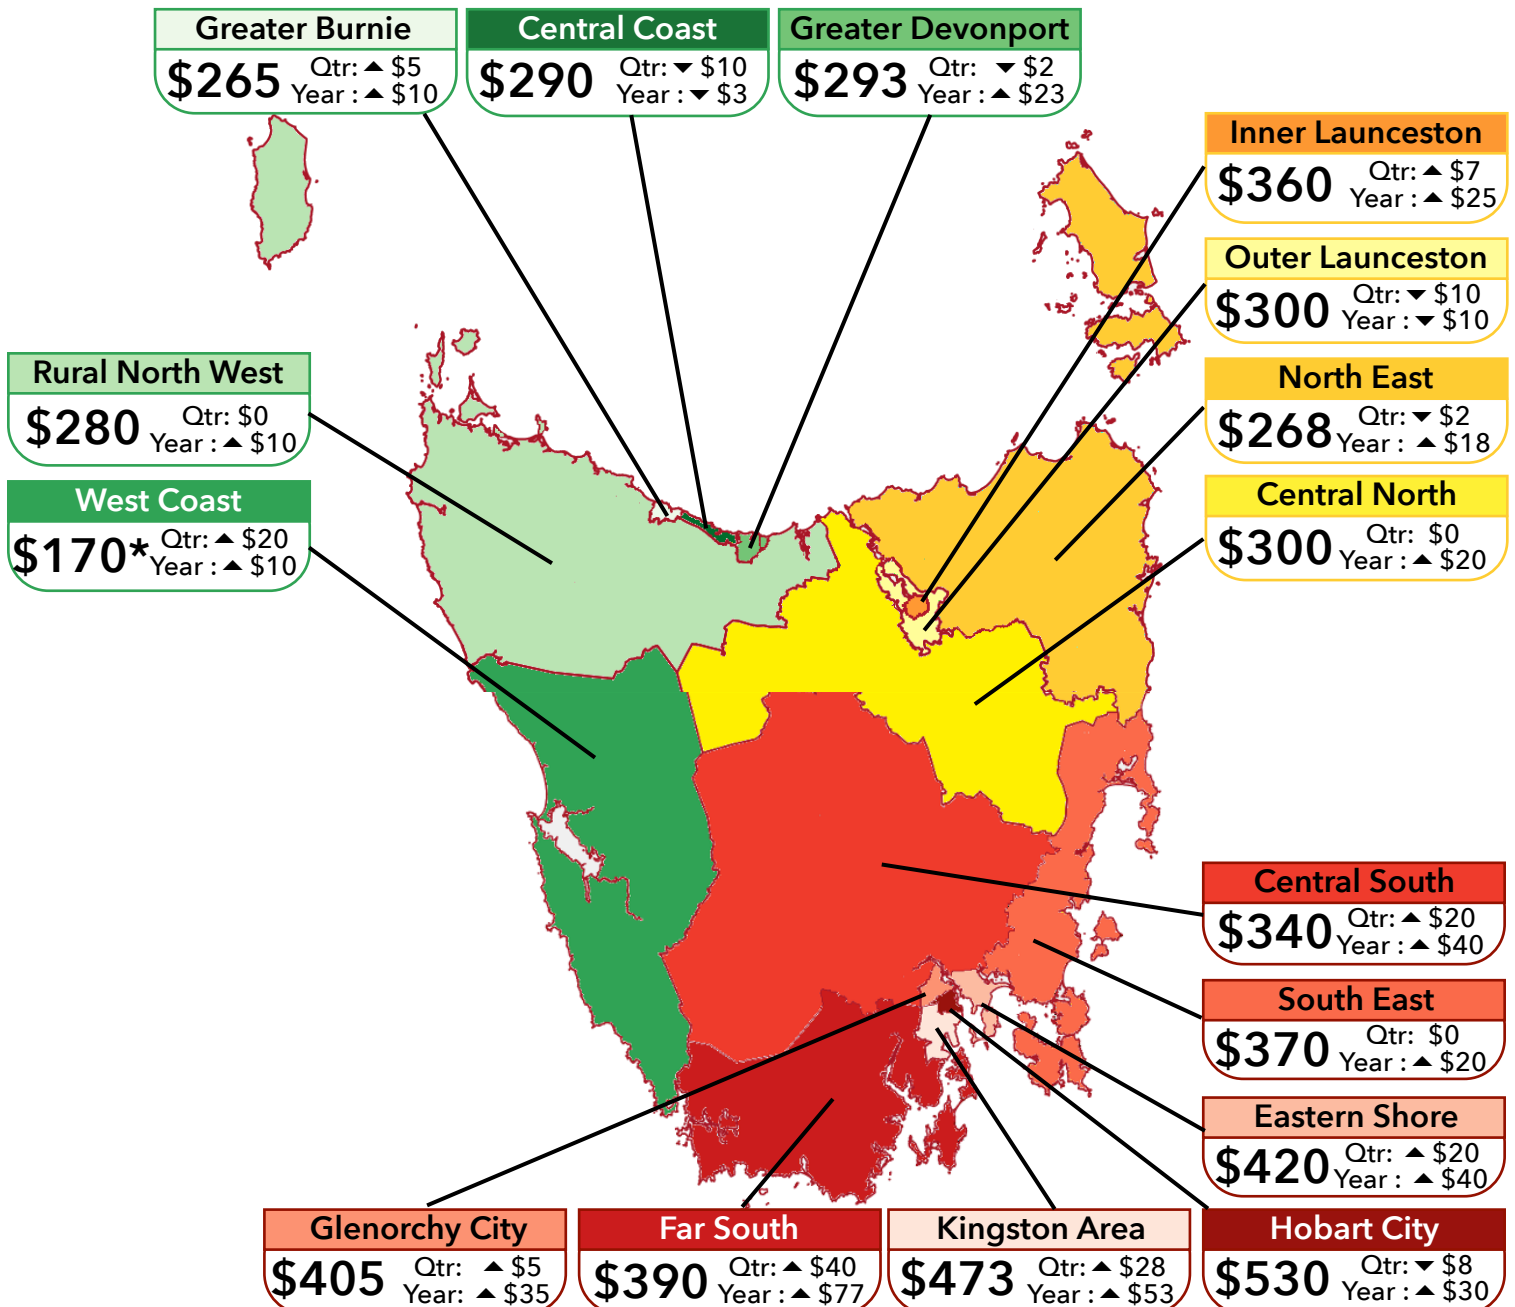 Greater Burnie
$265 Qtr: ▲ $5
Year : ▲ $10
Central Coast
$290 Qtr: ▼ $10
Year : ▼ $3
Greater Devonport
$293 Qtr: ▼ $2
Year : ▲ $23
Inner Launceston
$360 Qtr: ▲ $7
Year : ▲ $25
Outer Launceston
$300 Qtr: ▼ $10
Year : ▼ $10
Rural North West
$280 Qtr: $0
Year : ▲ $10
North East
$268 Qtr: ▼ $2
Year : ▲ $18
West Coast
$170* Qtr: ▲ $20
Year : ▲ $10
Central North
$300 Qtr: $0
Year : ▲ $20
Central South
$340 Qtr: ▲ $20
Year : ▲ $40
South East
$370 Qtr: $0
Year : ▲ $20
Eastern Shore
$420 Qtr: ▲ $20
Year : ▲ $40
Glenorchy City
$405 Qtr: ▲ $5
Year: ▲ $35
Far South
$390 Qtr: ▲ $40
Year : ▲ $77
Kingston Area
$473 Qtr: ▲ $28
Year : ▲ $53
Hobart City
$530 Qtr: ▼ $8
Year : ▲ $30